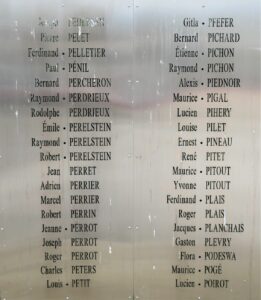 PELET
Pierre • PELET
Ferdinand • PELLETIER
Paul • PÉNIL
Bernard PERCHERON
Raymond • PERDRIEUX
Rodolphe PERDRIEUX
Émile • PERELSTEIN
Raymond • PERELSTEIN
Robert • PERELSTEIN
Jean PERRET
Adrien PERRIER
Marcel PERRIER
Robert PERRIN
Jeanne • PERROT
Joseph PERROT
Roger PERROT
Charles PETERS
Louis • PETIT
Gitla • PFEFER
Bernard • PICHARD
Étienne • PICHON
Raymond • PICHON
Alexis • PIEDNOIR
Maurice • PIGAL
Lucien • PIHERY
Louise • PILET
Ernest • PINEAU
René • PITET
Maurice • PITOUT
Yvonne • PITOUT
Ferdinand • PLAIS
Roger • PLAIS
Jacques • PLANCHAIS
Gaston • PLEVRY
Flora • PODESWA
Maurice • POGÉ
Lucien • POIROT